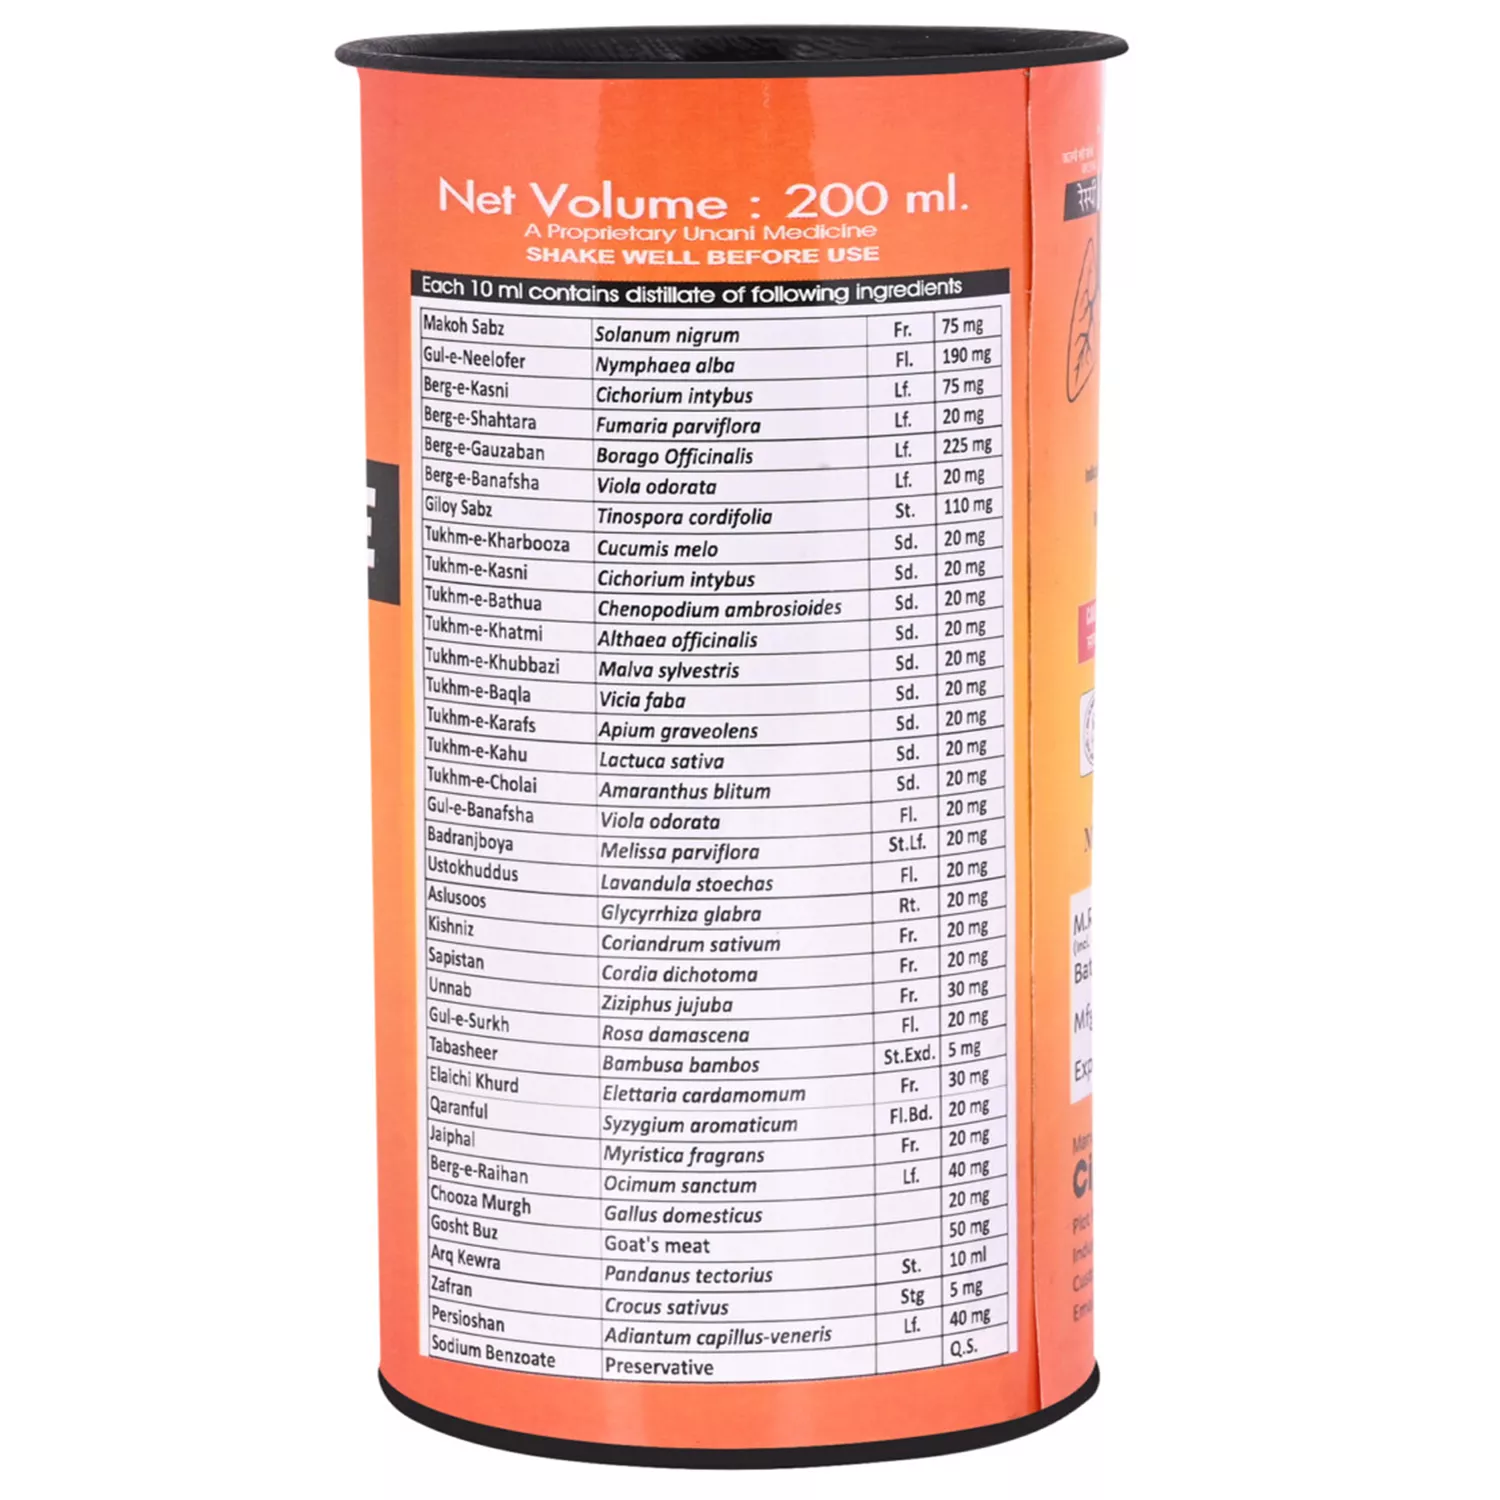 Net Volume : 200 ml.
A Proprietary Unani Medicine
SHAKE WELL BEFORE USE
Each 10 ml contains distillate of following ingredients
Makoh Sabz Solanum nigrum Fr. 75 mg
Gul-e-Neelofer Nymphaea alba Fl. 190 mg
Berg-e-Kasni Cichorium intybus Lf. 75 mg
Berg-e-Shahtara Fumaria parviflora Lf. 20 mg
Berg-e-Gauzaban Borago Officinalis Lf. 225 mg
Berg-e-Banafsha Viola odorata Lf. 20 mg
Giloy Sabz Tinospora cordifolia St. 110 mg
Tukhm-e-Kharbooza Cucumis melo Sd. 20 mg
Tukhm-e-Kasni Cichorium intybus Sd. 20 mg
Tukhm-e-Bathua Chenopodium ambrosioides Sd. 20 mg
Tukhm-e-Khatmi Althaea officinalis Sd. 20 mg
Tukhm-e-Khubbazi Malva sylvestris Sd. 20 mg
Tukhm-e-Baqla Vicia faba Sd. 20 mg
Tukhm-e-Karafs Apium graveolens Sd. 20 mg
Tukhm-e-Kahu Lactuca sativa Sd. 20 mg
Tukhm-e-Cholai Amaranthus blitum Sd. 20 mg
Gul-e-Banafsha Viola odorata Fl. 20 mg
Badranjboya Melissa parviflora St.Lf. 20 mg
Ustokhuddus Lavandula stoechas Fl. 20 mg
Aslusoos Glycyrrhiza glabra Rt. 20 mg
Kishniz Coriandrum sativum Fr. 20 mg
Sapistan Cordia dichotoma Fr. 20 mg
Unnab Ziziphus jujuba Fr. 30 mg
Gul-e-Surkh Rosa damascena Fl. 20 mg
Tabasheer Bambusa bambos St.Exd. 5 mg
Elaichi Khurd Elettaria cardamomum Fr. 30 mg
Qaranful Syzygium aromaticum Fl.Bd. 20 mg
Jaiphal Myristica fragrans Fr. 20 mg
Berg-e-Raihan Ocimum sanctum Lf. 40 mg
Chooza Murgh Gallus domesticus 20 mg
Gosht Buz Goat's meat 50 mg
Arq Kewra Pandanus tectorius St. 10 ml
Zafran Crocus sativus Stg 5 mg
Persioshan Adiantum capillus-veneris Lf. 40 mg
Sodium Benzoate Preservative Q.S.
E